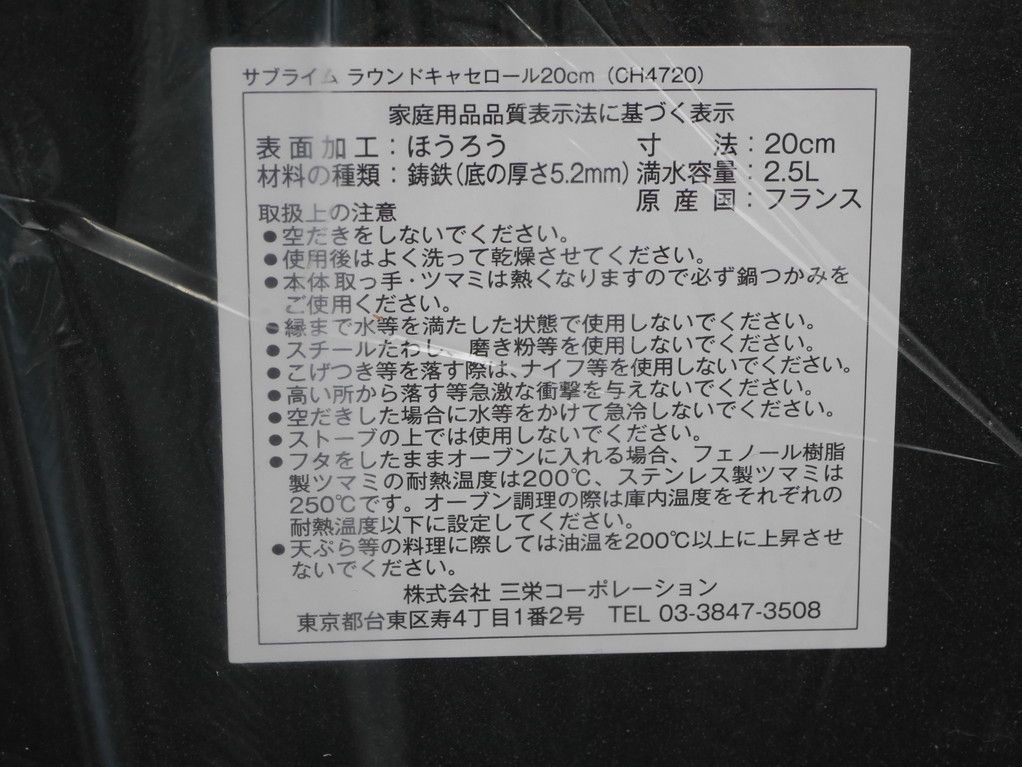 サブライム ラウンドキャセロール20cm（CH4720）
家庭用品品質表示法に基づく表示
表面加工：ほうろう 寸　法：20cm
材料の種類：鋳鉄（底の厚さ5.2mm） 満水容量：2.5L
原産国：フランス
取扱上の注意
●空だきをしないでください。
●使用後はよく洗って乾燥させてください。
●本体取っ手・ツマミは熱くなりますので必ず鍋つかみを
ご使用ください。
●縁まで水等を満たした状態で使用しないでください。
●スチールたわし、磨き粉等を使用しないでください。
●こげつき等を落す際は、ナイフ等を使用しないでください。
●高い所から落す等急激な衝撃を与えないでください。
●空だきした場合に水等をかけて急冷しないでください。
●ストーブの上では使用しないでください。
●フタをしたままオーブンに入れる場合、フェノール樹脂
製ツマミの耐熱温度は200℃、ステンレス製ツマミは
250℃です。オーブン調理の際は庫内温度をそれぞれの
耐熱温度以下に設定してください。
●天ぷら等の料理に際しては油温を200℃以上に上昇させ
ないでください。
株式会社 三栄コーポレーション
東京都台東区寿4丁目1番2号　TEL 03-3847-3508